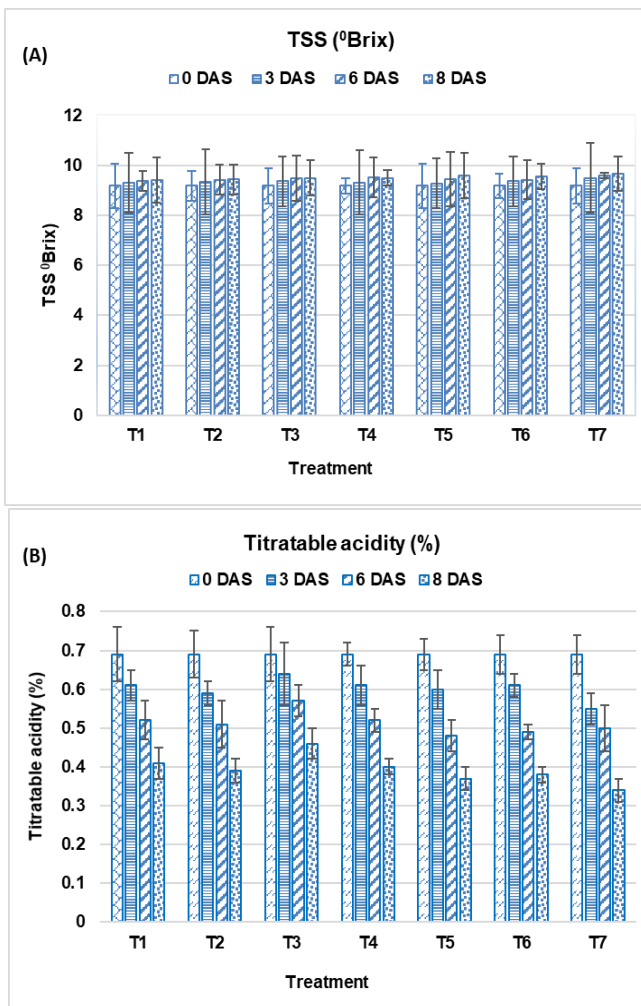 (A)
TSS (⁰Brix)
0 DAS 3 DAS 6 DAS 8 DAS
12
10
8
6
4
2
0
TSS ⁰Brix)
T1 T2 T3 T4 T5 T6 T7
Treatment
(B)
Titratable acidity (%)
0 DAS 3 DAS 6 DAS 8 DAS
0.8
0.7
0.6
0.5
0.4
0.3
0.2
0.1
0
Titratable acidity (%)
T1 T2 T3 T4 T5 T6 T7
Treatment